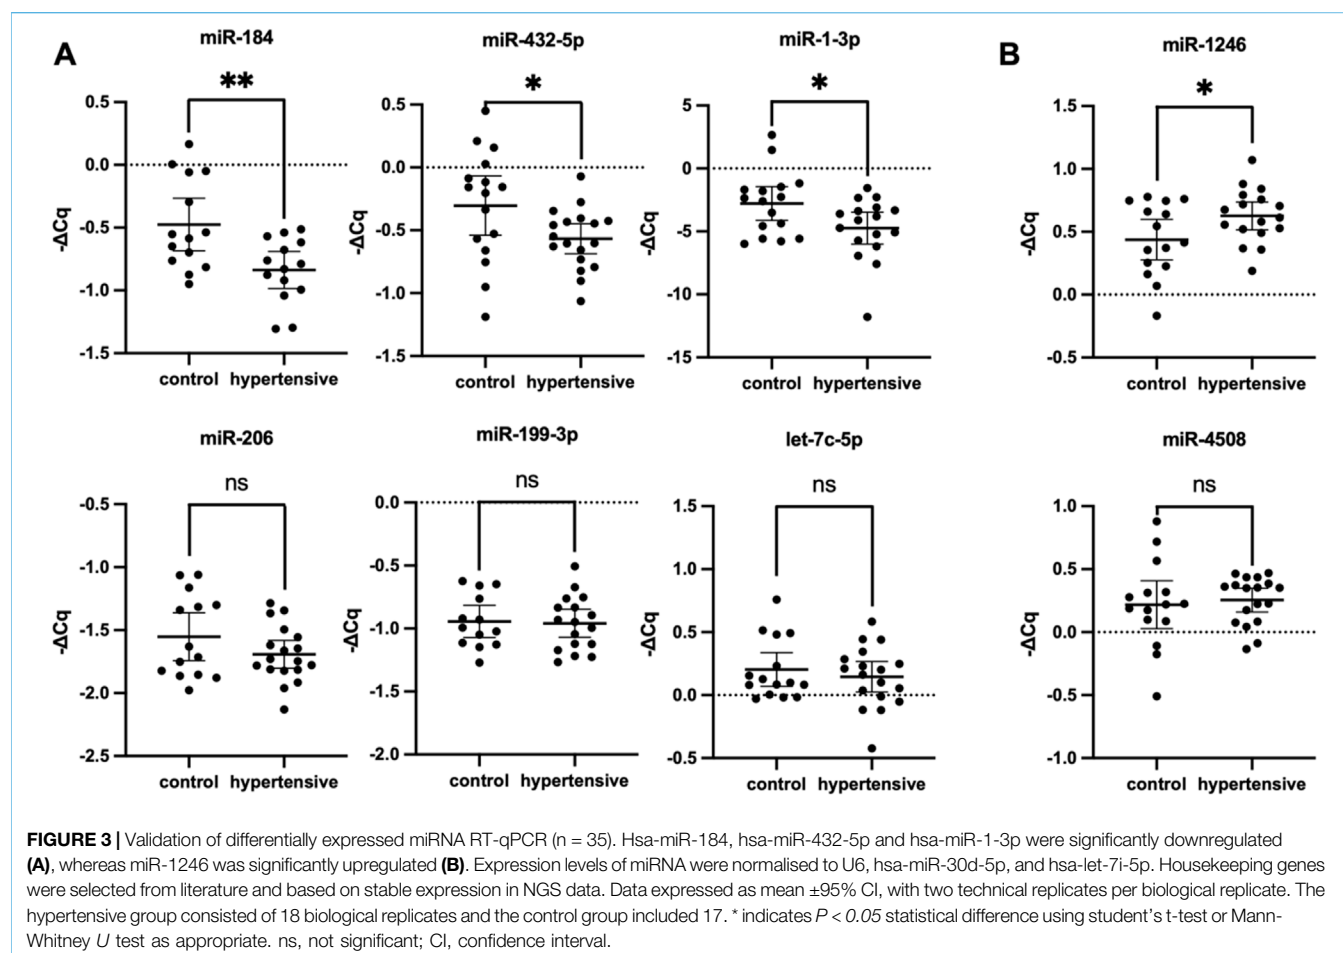 A
miR-184
**
0.5
0.0
-0.5
-1.0
-1.5
-ΔCq
control hypertensive
miR-432-5p
*
0.5
0.0
-0.5
-1.0
-1.5
-ΔCq
control hypertensive
miR-1-3p
*
5
0
-5
-10
-15
-ΔCq
control hypertensive
B
miR-1246
*
1.5
1.0
0.5
0.0
-0.5
-ΔCq
control hypertensive
miR-206
ns
-0.5
-1.0
-1.5
-2.0
-2.5
-ΔCq
control hypertensive
miR-199-3p
ns
0.0
-0.5
-1.0
-1.5
-2.0
-ΔCq
control hypertensive
let-7c-5p
ns
1.5
1.0
0.5
0.0
-0.5
-ΔCq
control hypertensive
miR-4508
ns
1.0
0.5
0.0
-0.5
-1.0
-ΔCq
control hypertensive
FIGURE 3 | Validation of differentially expressed miRNA RT-qPCR (n = 35). Hsa-miR-184, hsa-miR-432-5p and hsa-miR-1-3p were significantly downregulated
(A), whereas miR-1246 was significantly upregulated (B). Expression levels of miRNA were normalised to U6, hsa-miR-30d-5p, and hsa-let-7i-5p. Housekeeping genes
were selected from literature and based on stable expression in NGS data. Data expressed as mean ±95% CI, with two technical replicates per biological replicate. The
hypertensive group consisted of 18 biological replicates and the control group included 17. * indicates P < 0.05 statistical difference using student's t-test or Mann-
Whitney U test as appropriate. ns, not significant; CI, confidence interval.